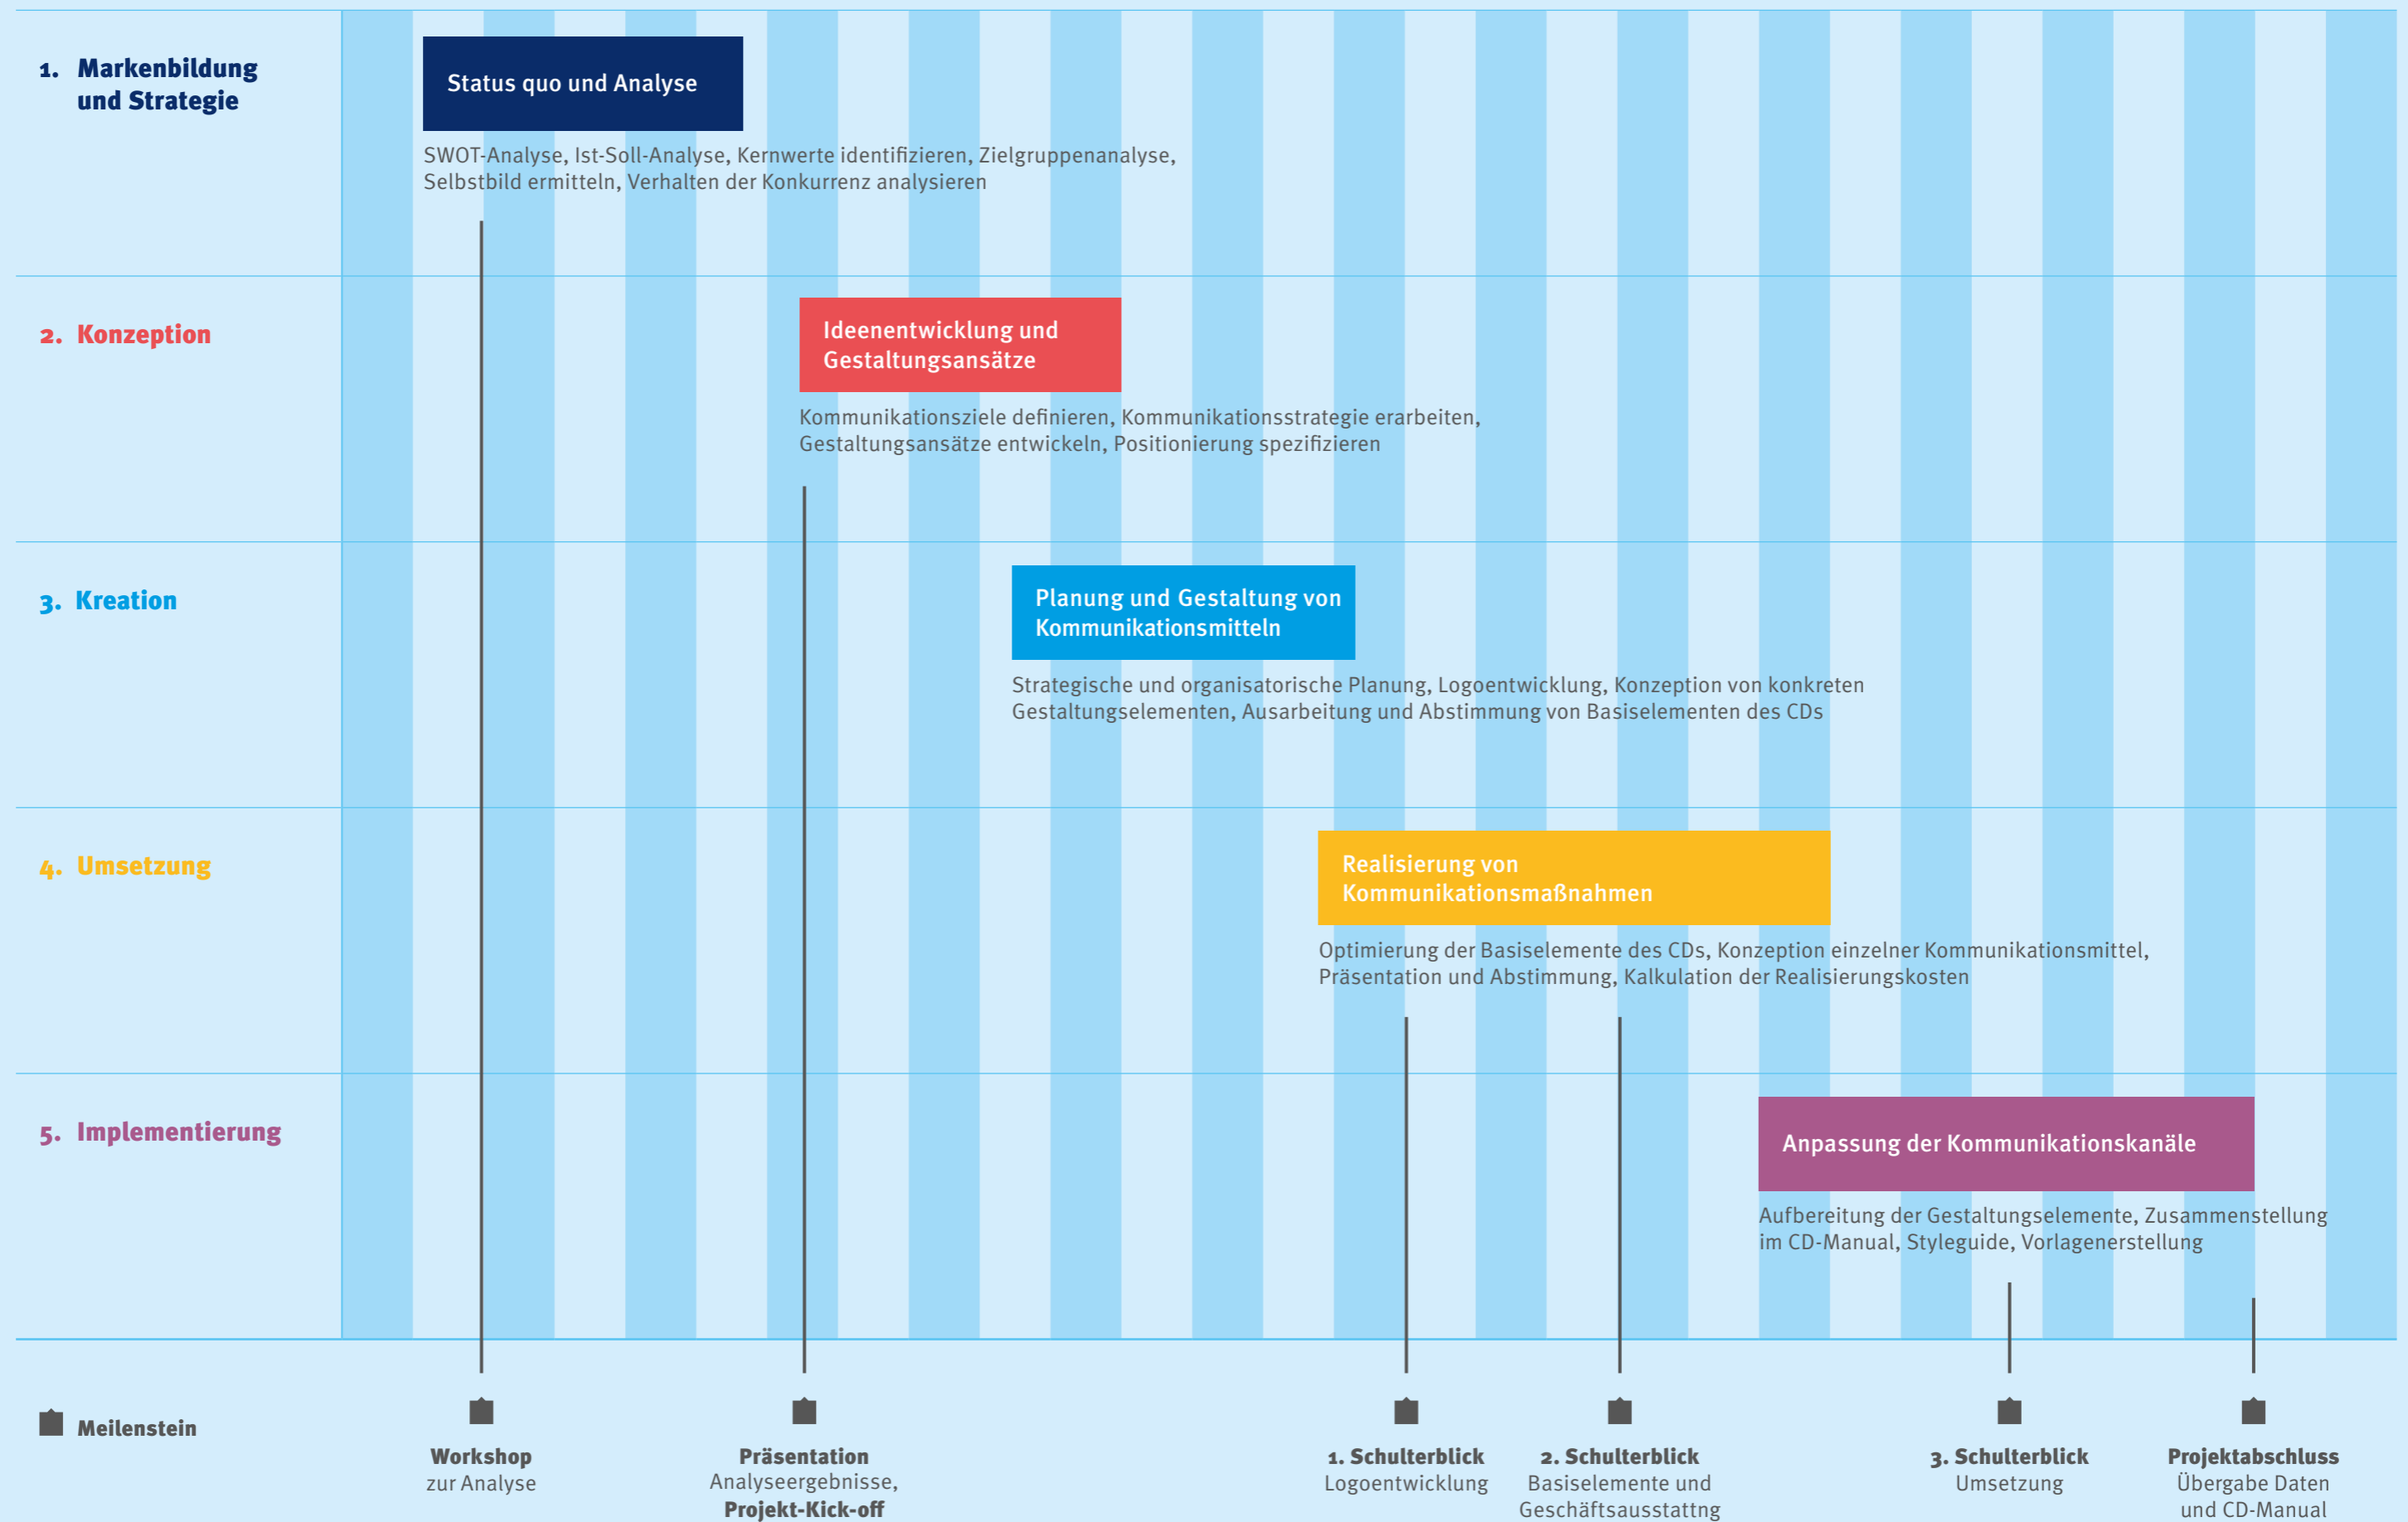 1. Markenbildung
und Strategie
Status quo und Analyse
SWOT-Analyse, Ist-Soll-Analyse, Kernwerte identifizieren, Zielgruppenanalyse,
Selbstbild ermitteln, Verhalten der Konkurrenz analysieren
2. Konzeption
Ideenentwicklung und
Gestaltungsansätze
Kommunikationsziele definieren, Kommunikationsstrategie erarbeiten,
Gestaltungsansätze entwickeln, Positionierung spezifizieren
3. Kreation
Planung und Gestaltung von
Kommunikationsmitteln
Strategische und organisatorische Planung, Logoentwicklung, Konzeption von konkreten
Gestaltungselementen, Ausarbeitung und Abstimmung von Basiselementen des CDs
4. Umsetzung
Realisierung von
Kommunikationsmaßnahmen
Optimierung der Basiselemente des CDs, Konzeption einzelner Kommunikationsmittel,
Präsentation und Abstimmung, Kalkulation der Realisierungskosten
5. Implementierung
Anpassung der Kommunikationskanäle
Aufbereitung der Gestaltungselemente, Zusammenstellung
im CD-Manual, Styleguide, Vorlagenerstellung
Meilenstein
Workshop
zur Analyse
Präsentation
Analyseergebnisse,
Projekt-Kick-off
1. Schulterblick
Logoentwicklung
2. Schulterblick
Basiselemente und
Geschäftsausstattng
3. Schulterblick
Umsetzung
Projektabschluss
Übergabe Daten
und CD-Manual